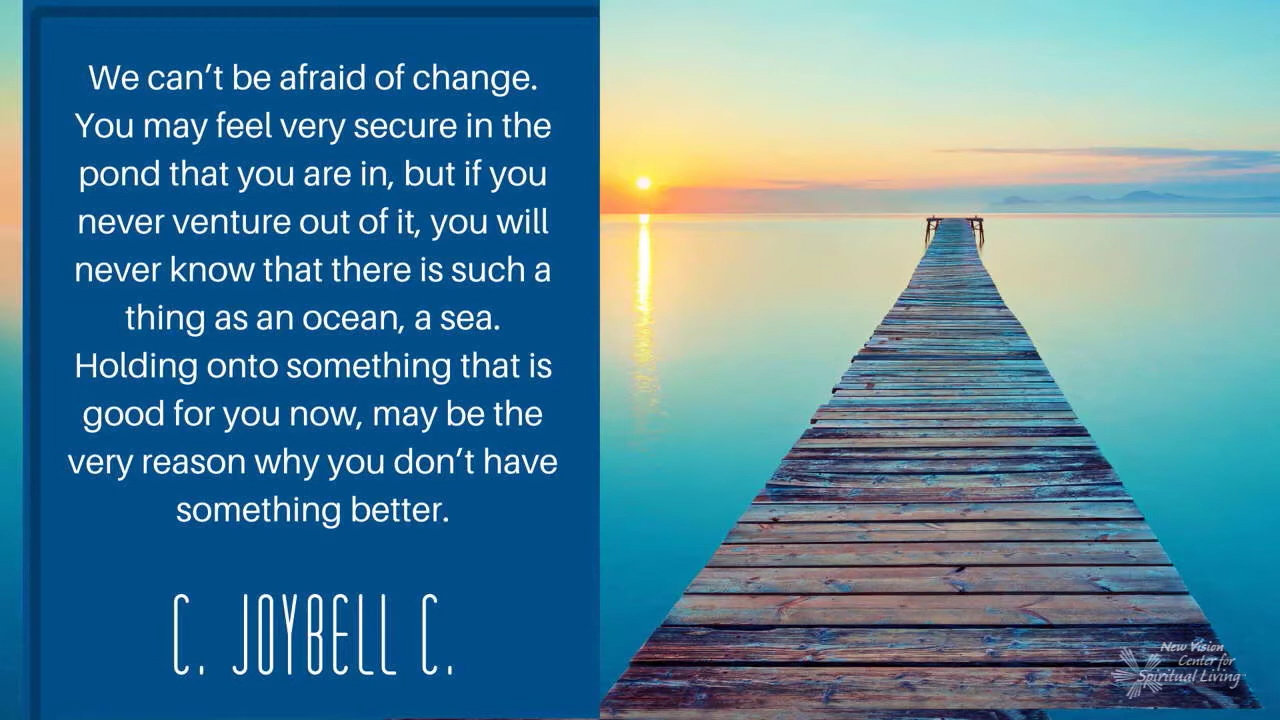 We can’t be afraid of change.
You may feel very secure in the
pond that you are in, but if you
never venture out of it, you will
never know that there is such a
thing as an ocean, a sea.
Holding onto something that is
good for you now, may be the
very reason why you don’t have
something better.
C. JOYBELL C.
New Vision
Center for
Spiritual Living